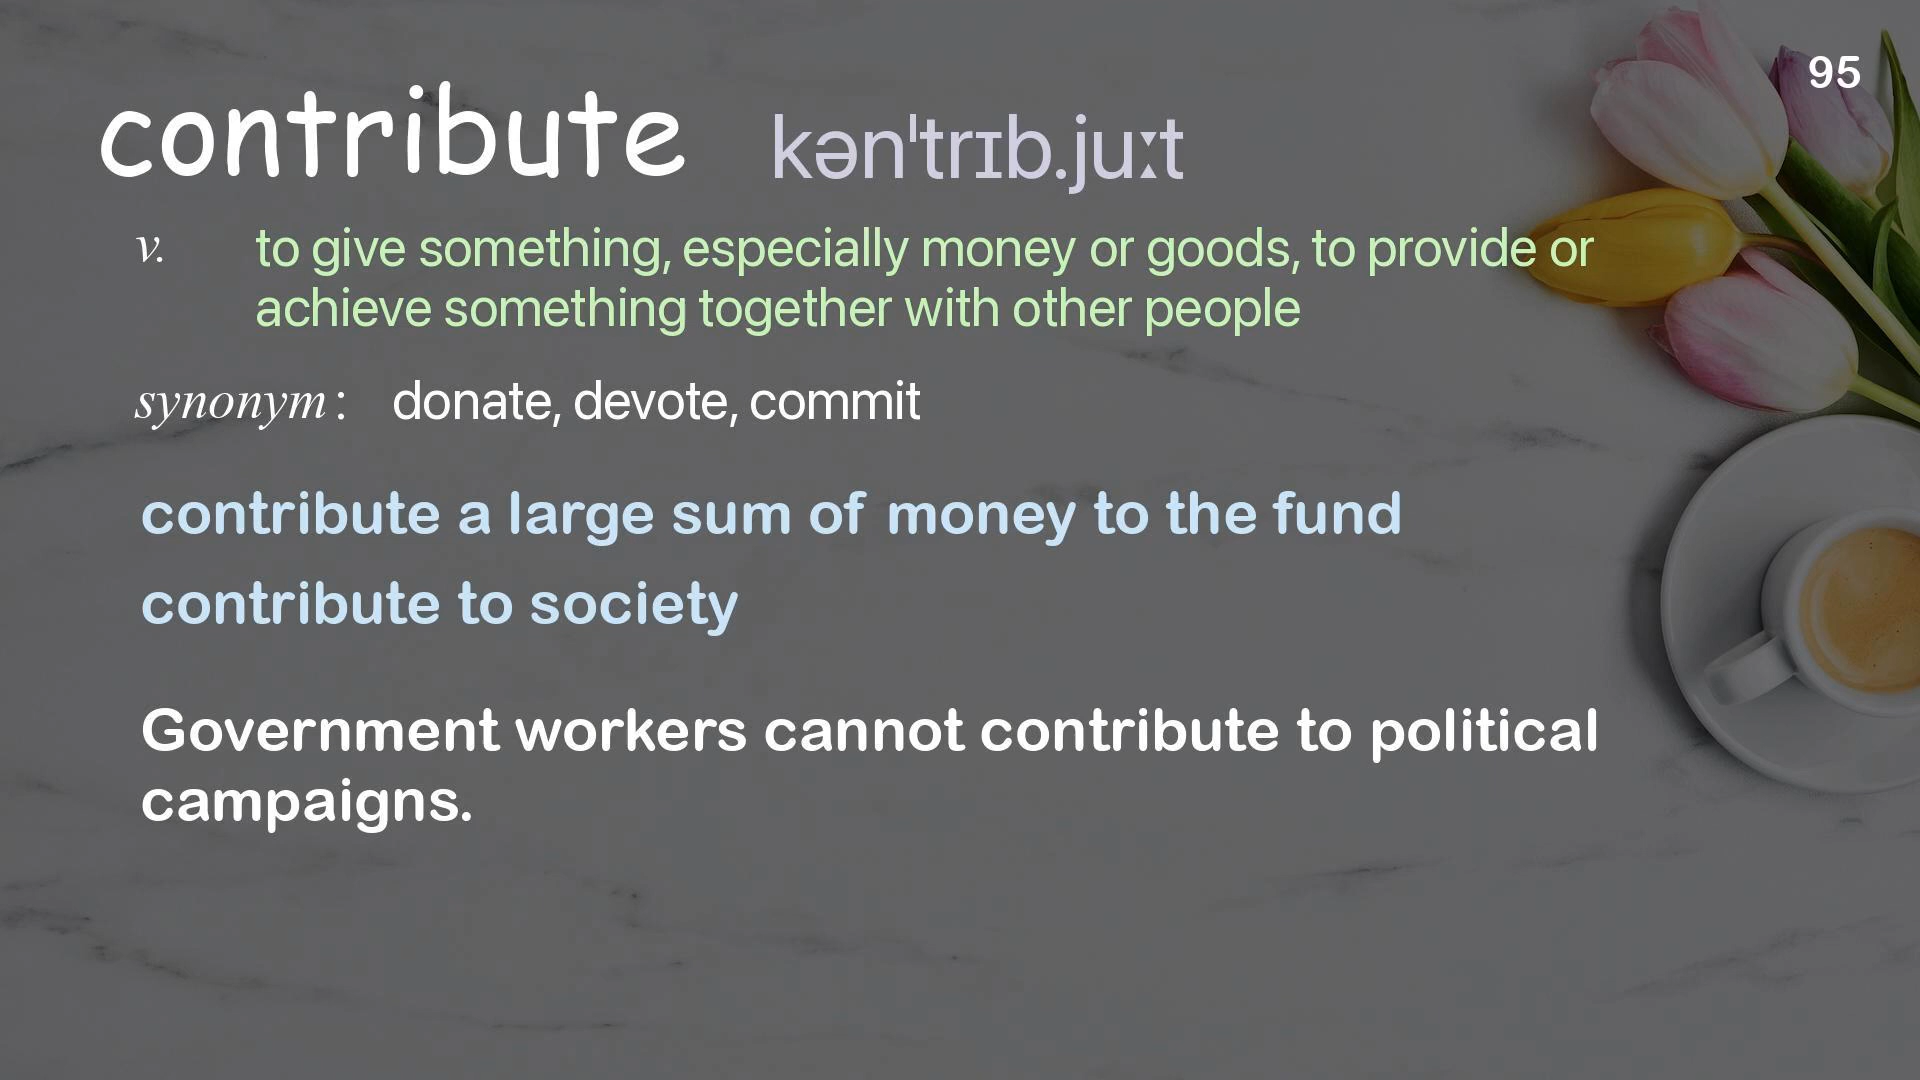 95
contribute kən'trɪb.juːt
v. to give something, especially money or goods, to provide or
achieve something together with other people
synonym : donate, devote, commit
contribute a large sum of money to the fund
contribute to society
Government workers cannot contribute to political
campaigns.